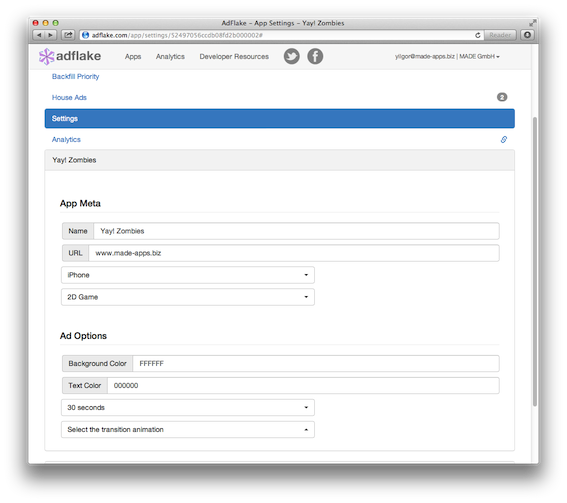 AdFlake – App Settings – Yay! Zombies
adflake.com/app/settings/52497056ccdb08fd2b000002#
Reader
adflake
Apps
Analytics
Developer Resources
yilgor@made-apps.biz | MADE GmbH
Backfill Priority
House Ads
2
Settings
Analytics
Yay! Zombies
App Meta
Name Yay! Zombies
URL www.made-apps.biz
iPhone
2D Game
Ad Options
Background Color FFFFFF
Text Color 000000
30 seconds
Select the transition animation